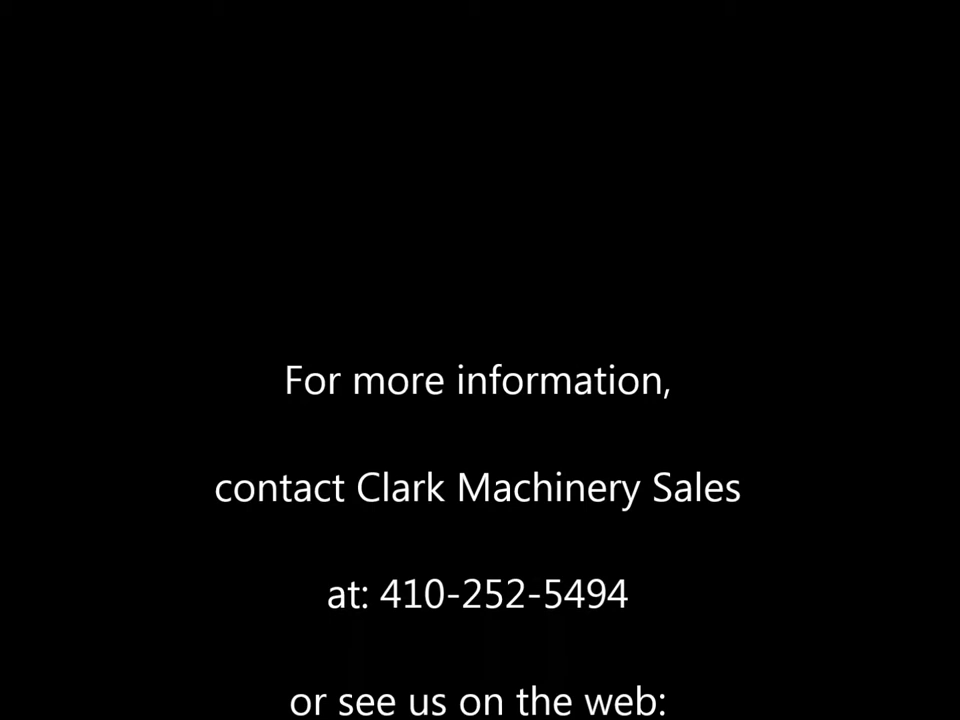 For more information,
contact Clark Machinery Sales
at: 410-252-5494
or see us on the web: